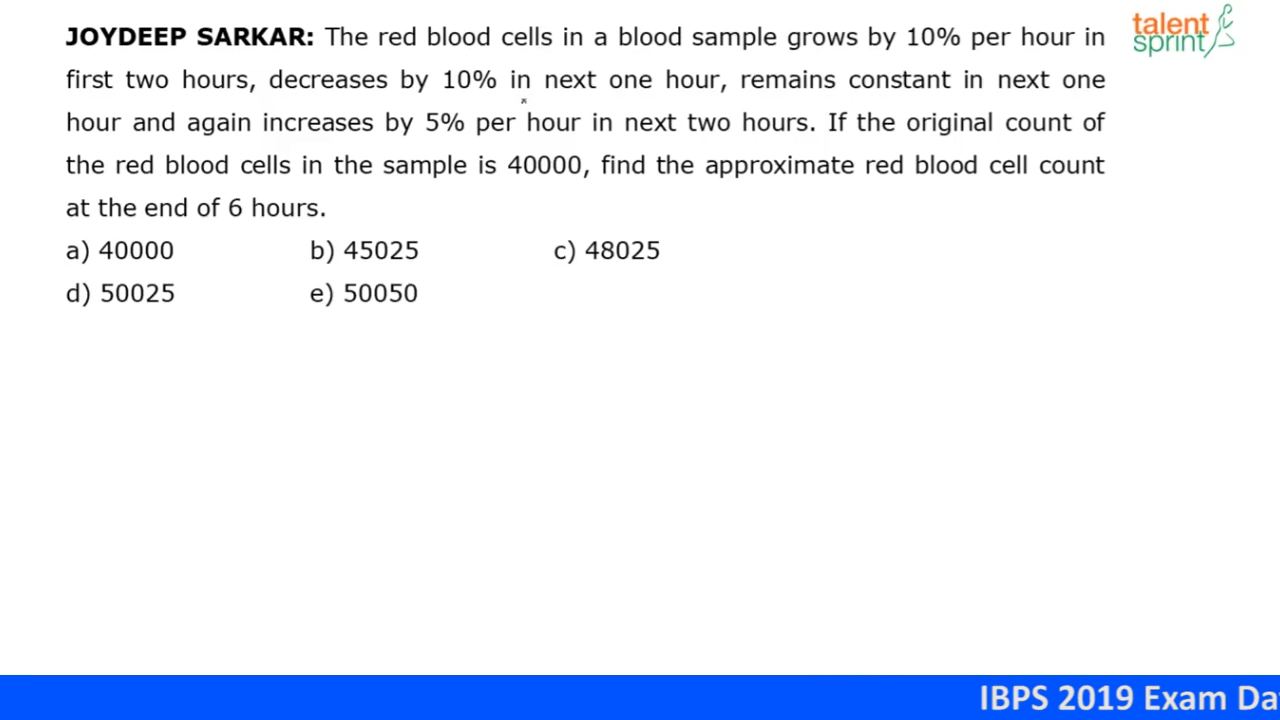 JOYDEEP SARKAR: The red blood cells in a blood sample grows by 10% per hour in
first two hours, decreases by 10% in next one hour, remains constant in next one
hour and again increases by 5% per hour in next two hours. If the original count of
the red blood cells in the sample is 40000, find the approximate red blood cell count
at the end of 6 hours.
a) 40000 b) 45025 c) 48025
d) 50025 e) 50050
talent
sprint
IBPS 2019 Exam Da